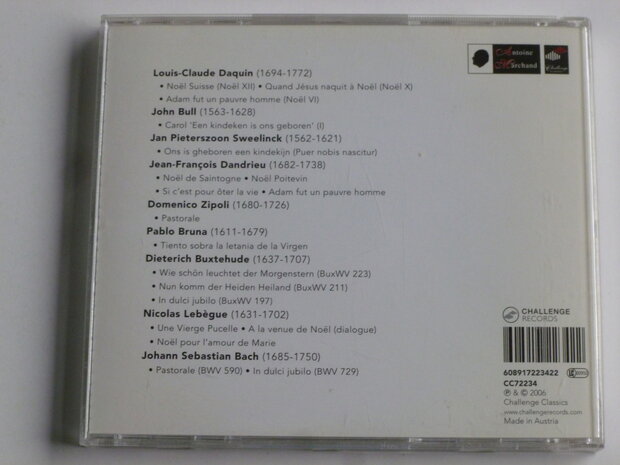 Antoine
Marchand
Challenge
Louis-Claude Daquin (1694-1772)
• Noël Suisse (Noël XII) • Quand Jésus naquit à Noël (Noël X)
• Adam fut un pauvre homme (Noël VI)
John Bull (1563-1628)
• Carol 'Een kindeken is ons geboren' (I)
Jan Pieterszoon Sweelinck (1562-1621)
• Ons is gheboren een kindekijn (Puer nobis nascitur)
Jean-François Dandrieu (1682-1738)
• Noël de Saintogne • Noël Poitevin
• Si c'est pour ôter la vie • Adam fut un pauvre homme
Domenico Zipoli (1680-1726)
• Pastorale
Pablo Bruna (1611-1679)
• Tiento sobra la letania de la Virgen
Dieterich Buxtehude (1637-1707)
• Wie schön leuchtet der Morgenstern (BuxWV 223)
• Nun komm der Heiden Heiland (BuxWV 211)
• In dulci jubilo (BuxWV 197)
Nicolas Lebègue (1631-1702)
• Une Vierge Pucelle • A la venue de Noël (dialogue)
• Noël pour l'amour de Marie
Johann Sebastian Bach (1685-1750)
• Pastorale (BWV 590) • In dulci jubilo (BWV 729)
CHALLENGE
RECORDS
608917223422
CC72234
℗ & © 2006
Challenge Classics
www.challengerecords.com
Made in Austria